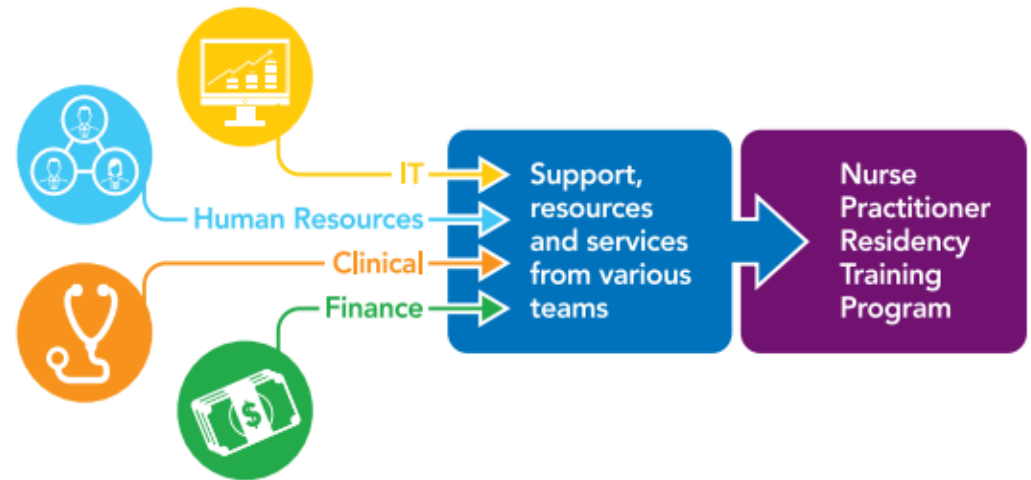 IT
Human Resources
Clinical
Finance
Support,
resources
and services
from various
teams
Nurse
Practitioner
Residency
Training
Program
$